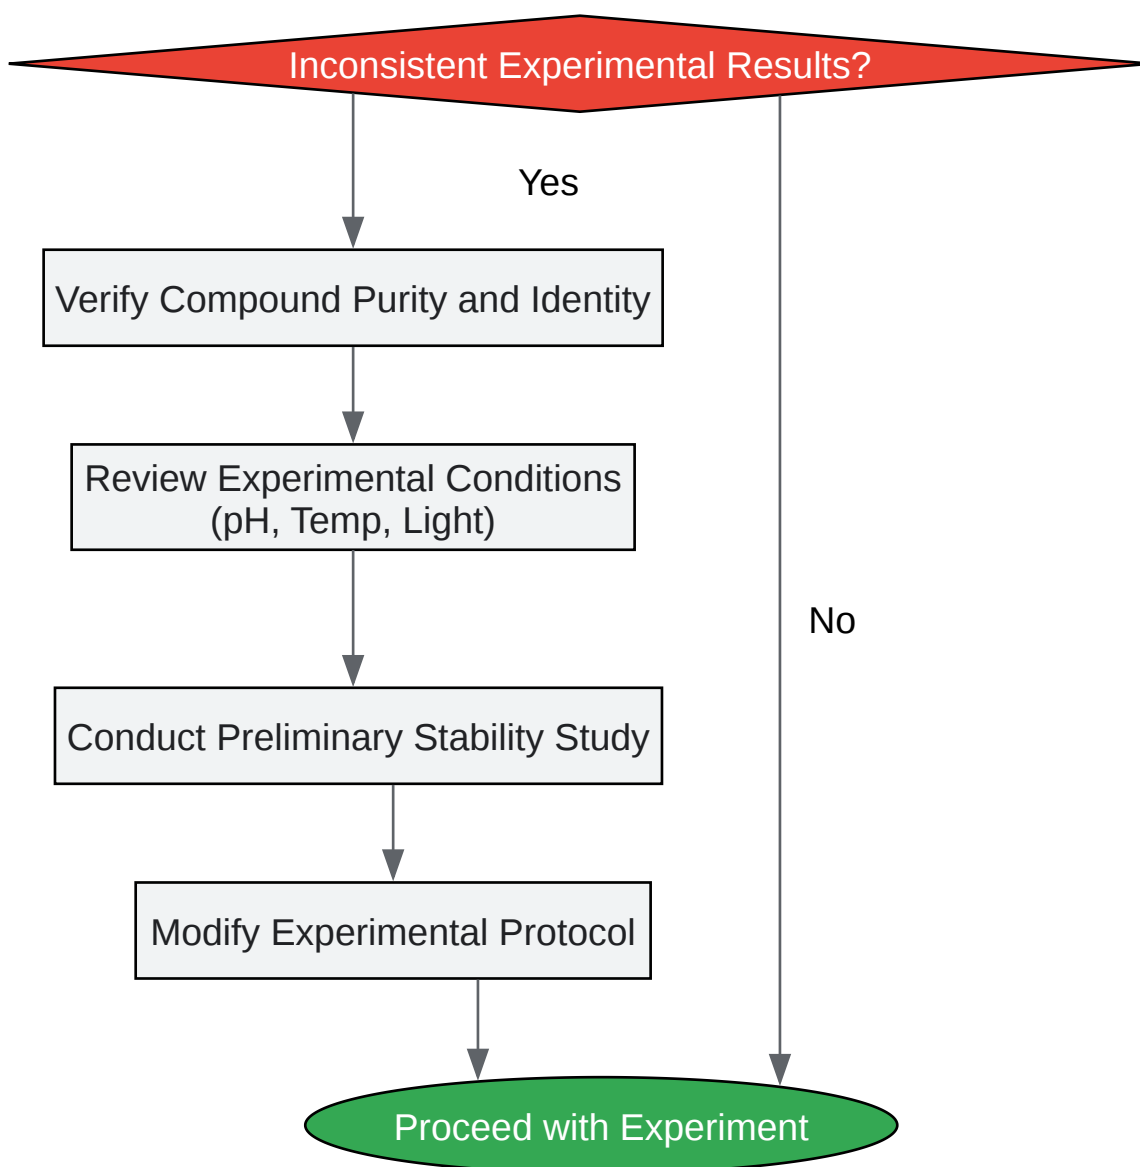 Inconsistent Experimental Results?
Yes
Verify Compound Purity and Identity
Review Experimental Conditions
(pH, Temp, Light)
No
Conduct Preliminary Stability Study
Modify Experimental Protocol
Proceed with Experiment